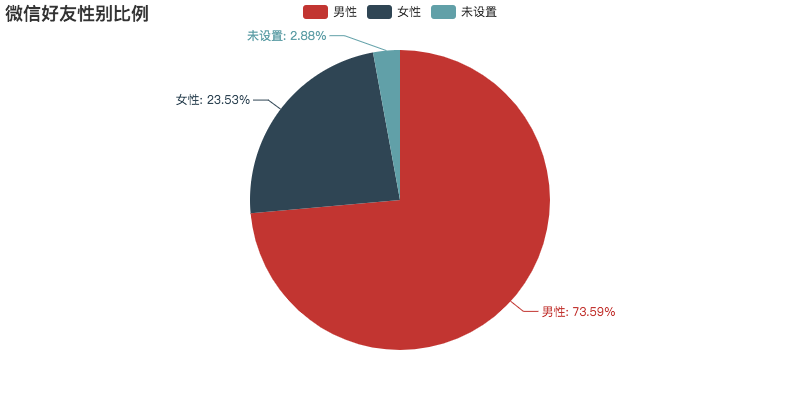 微信好友性别比例
男性
女性
未设置
未设置: 2.88%
女性: 23.53%
男性: 73.59%